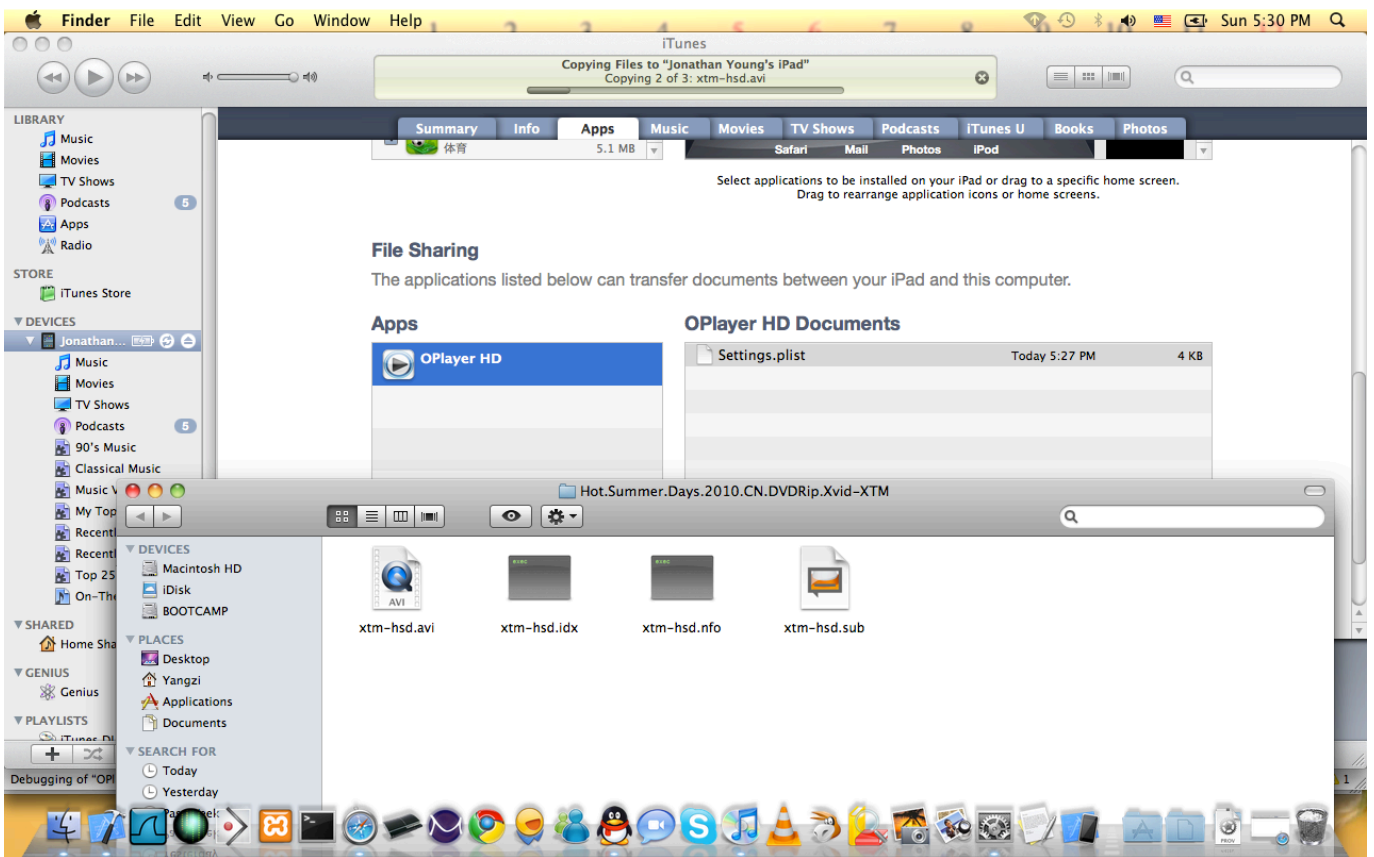 Finder File Edit View Go Window Help Sun 5:30 PM
iTunes
Copying Files to "Jonathan Young's iPad"
Copying 2 of 3: xtm-hsd.avi
LIBRARY
Music
Movies
TV Shows
Podcasts 5
Apps
Radio
STORE
iTunes Store
DEVICES
Jonathan...
Music
Movies
TV Shows
Podcasts 5
90's Music
Classical Music
Music V
My Top
Recentl
Recentl
Top 25
On-The
SHARED
Home Sha
GENIUS
Genius
PLAYLISTS
iTunes DJ
Debugging of "OPl
Summary Info Apps Music Movies TV Shows Podcasts iTunes U Books Photos
体育 5.1 MB
Safari Mail Photos iPod
Select applications to be installed on your iPad or drag to a specific home screen.
Drag to rearrange application icons or home screens.
File Sharing
The applications listed below can transfer documents between your iPad and this computer.
Apps
OPlayer HD
OPlayer HD Documents
Settings.plist Today 5:27 PM 4 KB
Hot.Summer.Days.2010.CN.DVDRip.Xvid-XTM
DEVICES
Macintosh HD
iDisk
BOOTCAMP
PLACES
Desktop
Yangzi
Applications
Documents
SEARCH FOR
Today
Yesterday
AVI
exec
exec
xtm-hsd.avi
xtm-hsd.idx
xtm-hsd.nfo
xtm-hsd.sub
1
PROV